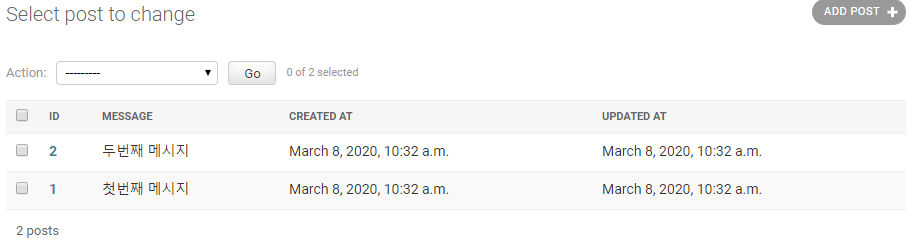 Select post to change
ADD POST +
Action: --------- Go 0 of 2 selected
ID MESSAGE CREATED AT UPDATED AT
2 두번째 메시지 March 8, 2020, 10:32 a.m. March 8, 2020, 10:32 a.m.
1 첫번째 메시지 March 8, 2020, 10:32 a.m. March 8, 2020, 10:32 a.m.
2 posts